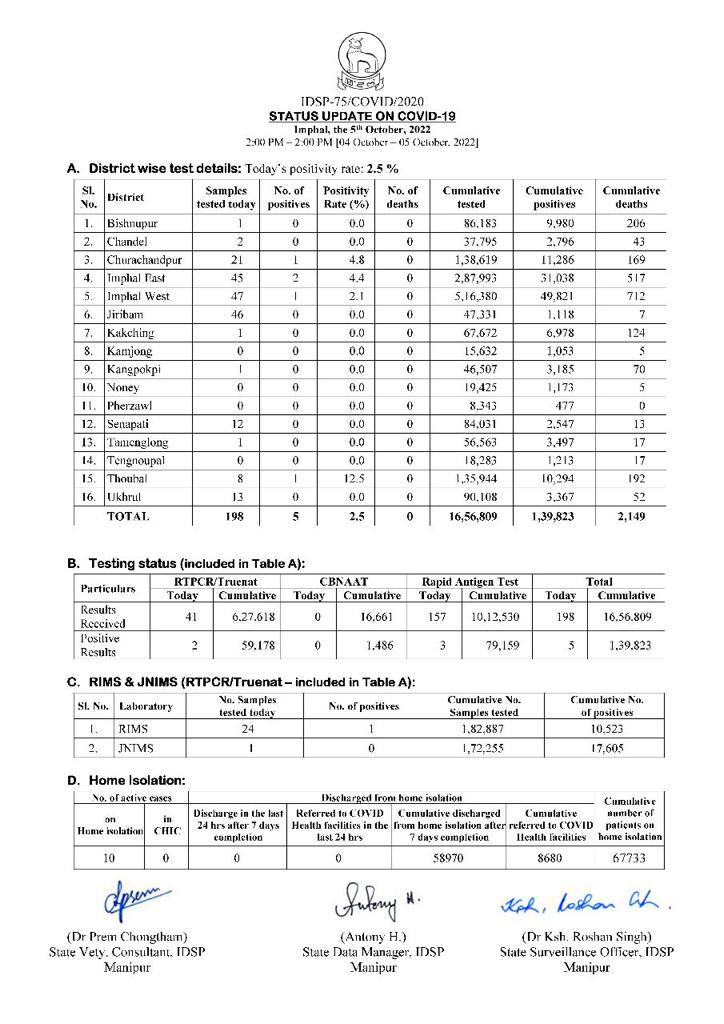 IDSP-75/COVID/2020
STATUS UPDATE ON COVID-19
Imphal, the 5th October, 2022
2:00 PM – 2:00 PM [04 October – 05 October, 2022]
A. District wise test details: Today's positivity rate: 2.5 %
Sl. No. District Samples tested today No. of positives Positivity Rate (%) No. of deaths Cumulative tested Cumulative positives Cumulative deaths
1. Bishnupur 1 0 0.0 0 86,183 9,980 206
2. Chandel 2 0 0.0 0 37,795 2,796 43
3. Churachandpur 21 1 4.8 0 1,38,619 11,286 169
4. Imphal East 45 2 4.4 0 2,87,993 31,038 517
5. Imphal West 47 1 2.1 0 5,16,380 49,821 712
6. Jiribam 46 0 0.0 0 47,331 1,118 7
7. Kakching 1 0 0.0 0 67,672 6,978 124
8. Kamjong 0 0 0.0 0 15,632 1,053 5
9. Kangpokpi 1 0 0.0 0 46,507 3,185 70
10. Noney 0 0 0.0 0 19,425 1,173 5
11. Pherzawl 0 0 0.0 0 8,343 477 0
12. Senapati 12 0 0.0 0 84,031 2,547 13
13. Tamenglong 1 0 0.0 0 56,563 3,497 17
14. Tengnoupal 0 0 0.0 0 18,283 1,213 17
15. Thoubal 8 1 12.5 0 1,35,944 10,294 192
16. Ukhrul 13 0 0.0 0 90,108 3,367 52
TOTAL 198 5 2.5 0 16,56,809 1,39,823 2,149
B. Testing status (included in Table A):
Particulars RTPCR/Truenat CBNAAT Rapid Antigen Test Total
Today Cumulative Today Cumulative Today Cumulative Today Cumulative
Results Received 41 6,27,618 0 16,661 157 10,12,530 198 16,56,809
Positive Results 2 59,178 0 1,486 3 79,159 5 1,39,823
C. RIMS & JNIMS (RTPCR/Truenat – included in Table A):
Sl. No. Laboratory No. Samples tested today No. of positives Cumulative No. Samples tested Cumulative No. of positives
1. RIMS 24 1 1,82,887 10,523
2. JNIMS 1 0 1,72,255 17,605
D. Home Isolation:
No. of active cases Discharged from home isolation Cumulative number of patients on home isolation
on Home isolation in CHIC Discharge in the last 24 hrs after 7 days completion Referred to COVID Health facilities in the last 24 hrs Cumulative discharged from home isolation after 7 days completion Cumulative referred to COVID Health facilities
10 0 0 0 58970 8680 67733
Antony H. Ksh. Roshan
(Dr Prem Chongtham) (Antony H.) (Dr Ksh. Roshan Singh)
State Vety. Consultant, IDSP State Data Manager, IDSP State Surveillance Officer, IDSP
Manipur Manipur Manipur